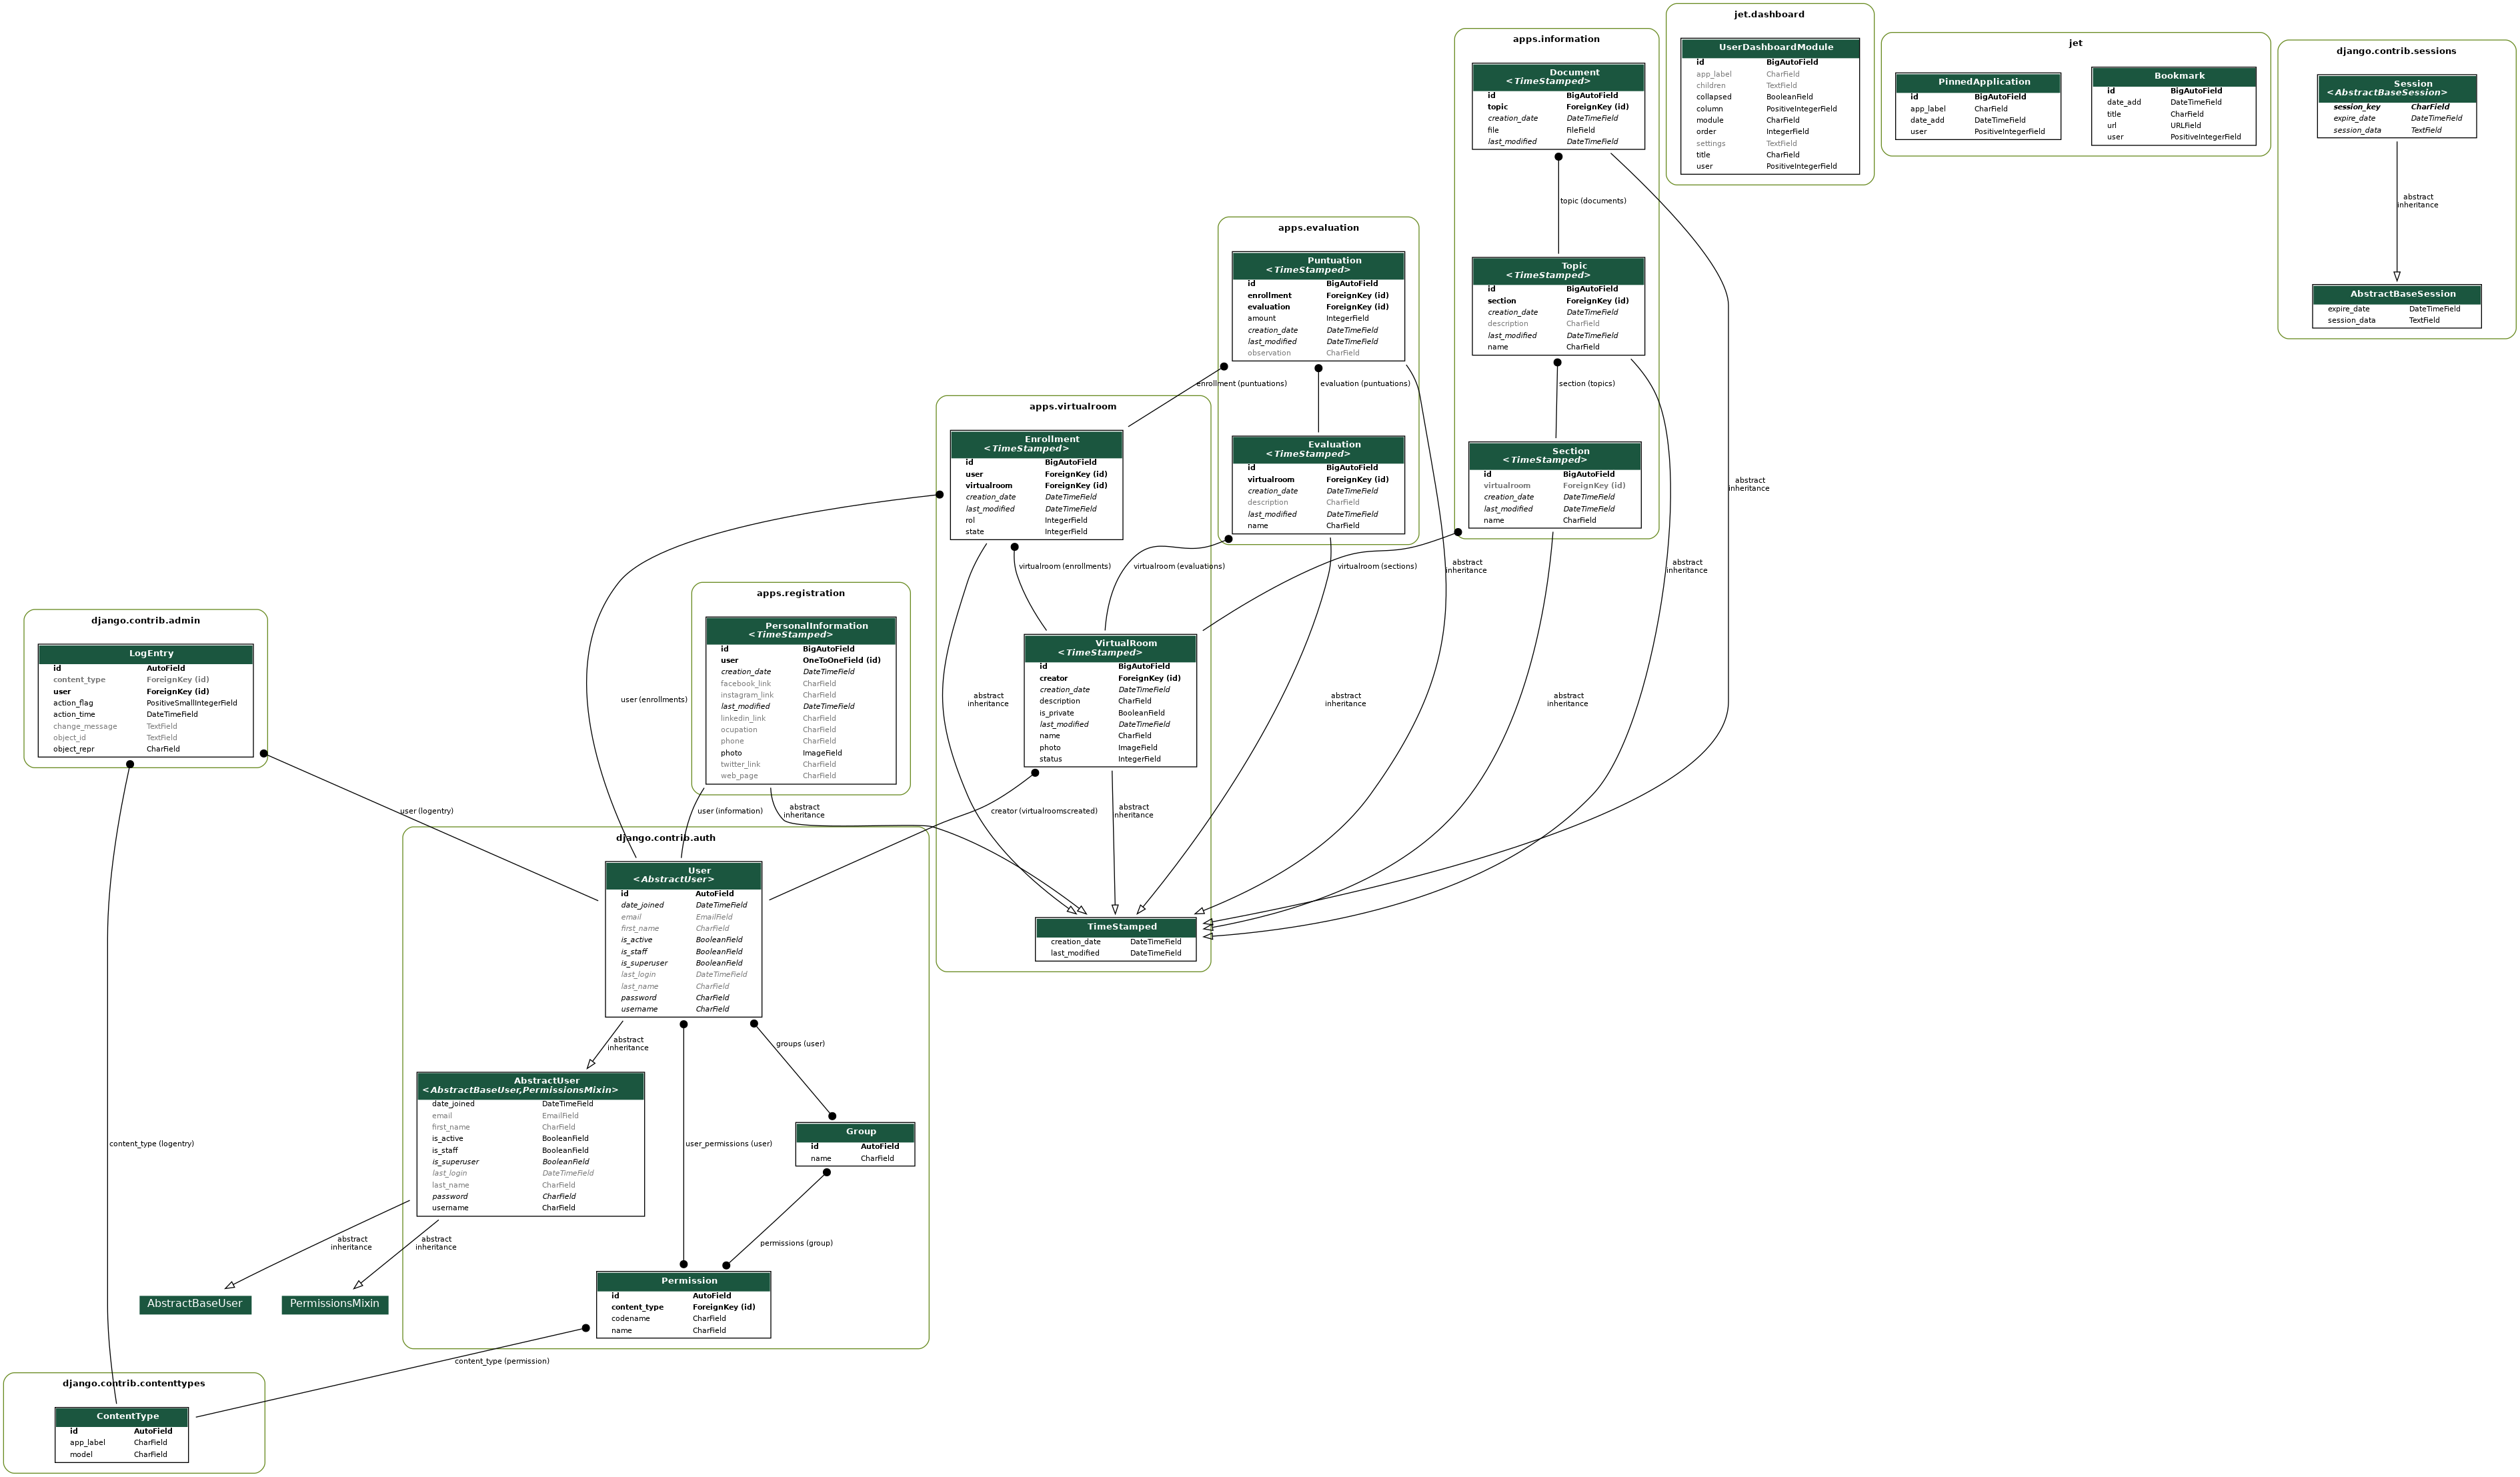 jet.dashboard
UserDashboardModule
id BigAutoField
app_label CharField
children TextField
collapsed BooleanField
column PositiveIntegerField
module CharField
order IntegerField
settings TextField
title CharField
user PositiveIntegerField
apps.information
Document
<TimeStamped>
id BigAutoField
topic ForeignKey (id)
creation_date DateTimeField
file FileField
last_modified DateTimeField
topic (documents)
Topic
<TimeStamped>
id BigAutoField
section ForeignKey (id)
creation_date DateTimeField
description CharField
last_modified DateTimeField
name CharField
section (topics)
Section
<TimeStamped>
id BigAutoField
virtualroom ForeignKey (id)
creation_date DateTimeField
last_modified DateTimeField
name CharField
jet
PinnedApplication
id BigAutoField
app_label CharField
date_add DateTimeField
user PositiveIntegerField
Bookmark
id BigAutoField
date_add DateTimeField
title CharField
url URLField
user PositiveIntegerField
django.contrib.sessions
Session
<AbstractBaseSession>
session_key CharField
expire_date DateTimeField
session_data TextField
abstract
inheritance
AbstractBaseSession
expire_date DateTimeField
session_data TextField
apps.evaluation
Puntuation
<TimeStamped>
id BigAutoField
enrollment ForeignKey (id)
evaluation ForeignKey (id)
amount IntegerField
creation_date DateTimeField
last_modified DateTimeField
observation CharField
enrollment (puntuations)
evaluation (puntuations)
Evaluation
<TimeStamped>
id BigAutoField
virtualroom ForeignKey (id)
creation_date DateTimeField
description CharField
last_modified DateTimeField
name CharField
apps.virtualroom
Enrollment
<TimeStamped>
id BigAutoField
user ForeignKey (id)
virtualroom ForeignKey (id)
creation_date DateTimeField
last_modified DateTimeField
rol IntegerField
state IntegerField
abstract
inheritance
virtualroom (enrollments)
virtualroom (evaluations)
virtualroom (sections)
abstract
inheritance
abstract
inheritance
VirtualRoom
<TimeStamped>
id BigAutoField
creator ForeignKey (id)
creation_date DateTimeField
description CharField
is_private BooleanField
last_modified DateTimeField
name CharField
photo ImageField
status IntegerField
user (enrollments)
abstract
inheritance
abstract
inheritance
abstract
inheritance
apps.registration
PersonalInformation
<TimeStamped>
id BigAutoField
user OneToOneField (id)
creation_date DateTimeField
facebook_link CharField
instagram_link CharField
last_modified DateTimeField
linkedin_link CharField
ocupation CharField
phone CharField
photo ImageField
twitter_link CharField
web_page CharField
django.contrib.admin
LogEntry
id AutoField
content_type ForeignKey (id)
user ForeignKey (id)
action_flag PositiveSmallIntegerField
action_time DateTimeField
change_message TextField
object_id TextField
object_repr CharField
user (logentry)
user (information)
abstract
inheritance
creator (virtualroomscreated)
abstract
inheritance
TimeStamped
creation_date DateTimeField
last_modified DateTimeField
django.contrib.auth
User
<AbstractUser>
id AutoField
date_joined DateTimeField
email EmailField
first_name CharField
is_active BooleanField
is_staff BooleanField
is_superuser BooleanField
last_login DateTimeField
last_name CharField
password CharField
username CharField
abstract
inheritance
groups (user)
AbstractUser
<AbstractBaseUser,PermissionsMixin>
date_joined DateTimeField
email EmailField
first_name CharField
is_active BooleanField
is_staff BooleanField
is_superuser BooleanField
last_login DateTimeField
last_name CharField
password CharField
username CharField
Group
id AutoField
name CharField
content_type (logentry)
user_permissions (user)
abstract
inheritance
abstract
inheritance
permissions (group)
AbstractBaseUser
PermissionsMixin
Permission
id AutoField
content_type ForeignKey (id)
codename CharField
name CharField
content_type (permission)
django.contrib.contenttypes
ContentType
id AutoField
app_label CharField
model CharField